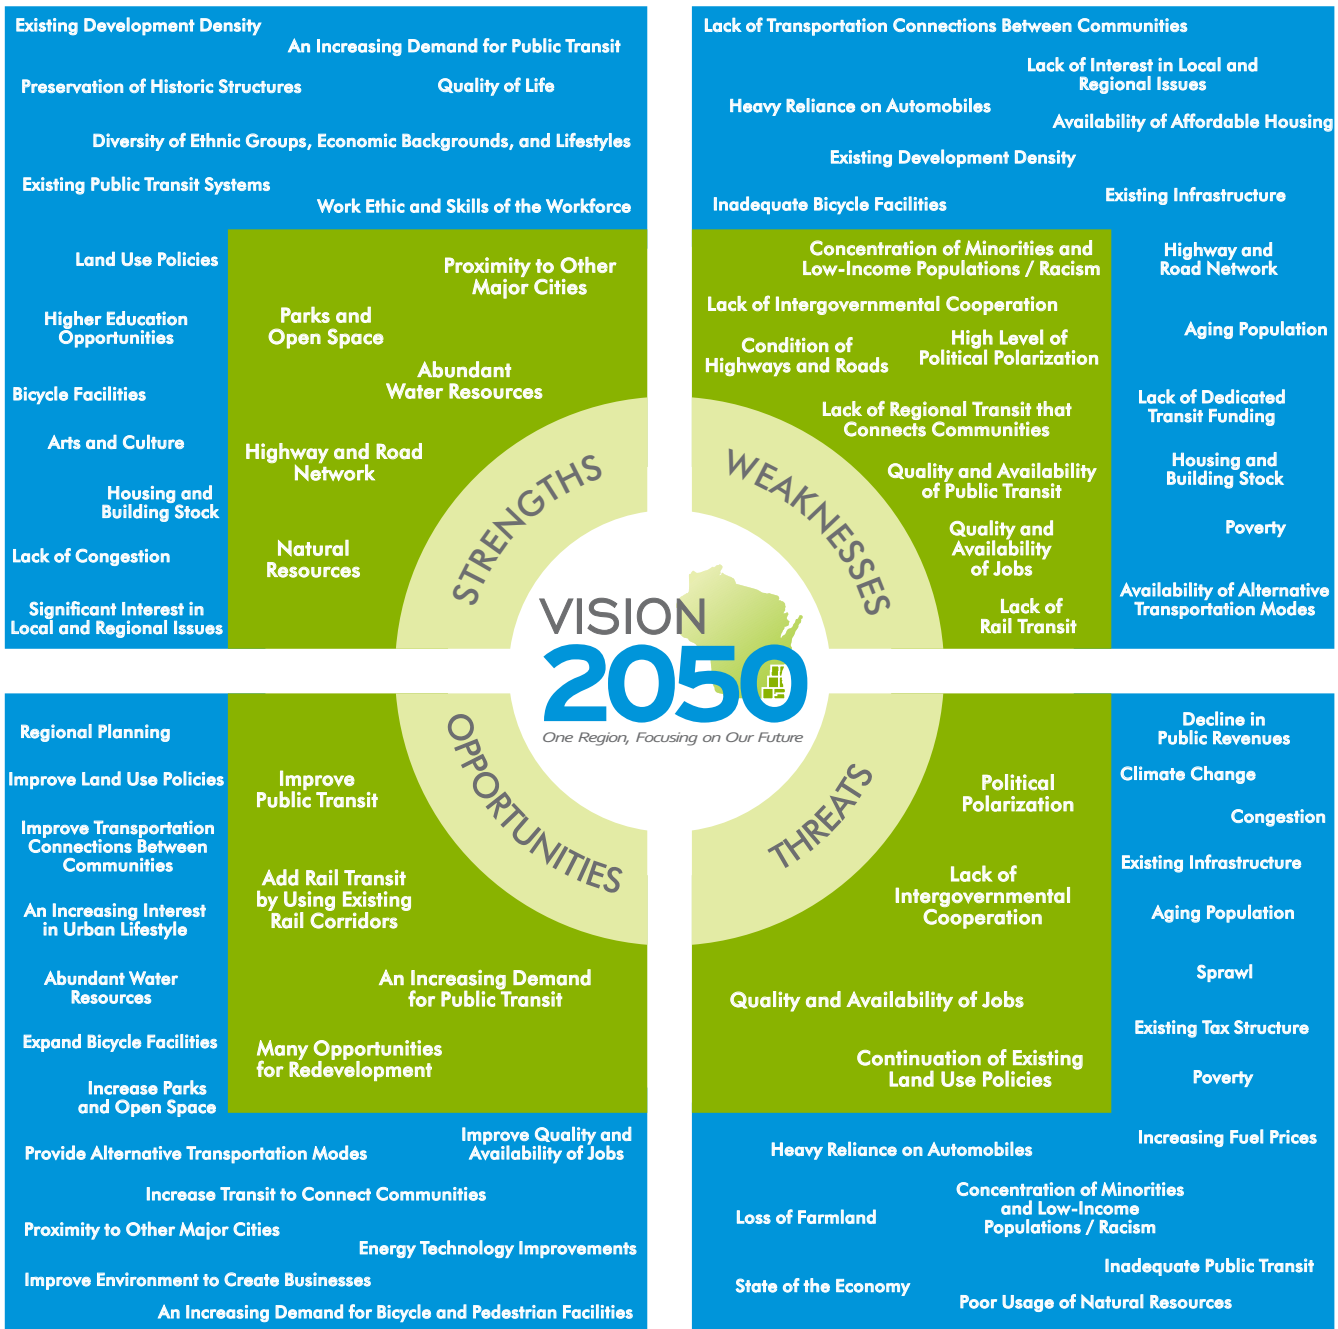 Existing Development Density
An Increasing Demand for Public Transit
Preservation of Historic Structures
Quality of Life
Diversity of Ethnic Groups, Economic Backgrounds, and Lifestyles
Existing Public Transit Systems
Work Ethic and Skills of the Workforce
Land Use Policies
Higher Education
Opportunities
Bicycle Facilities
Arts and Culture
Housing and
Building Stock
Lack of Congestion
Significant Interest in
Local and Regional Issues
Proximity to Other
Major Cities
Parks and
Open Space
Abundant
Water Resources
Highway and Road
Network
Natural
Resources
STRENGTHS
Lack of Transportation Connections Between Communities
Lack of Interest in Local and
Regional Issues
Heavy Reliance on Automobiles
Availability of Affordable Housing
Existing Development Density
Existing Infrastructure
Inadequate Bicycle Facilities
Highway and
Road Network
Aging Population
Lack of Dedicated
Transit Funding
Housing and
Building Stock
Poverty
Availability of Alternative
Transportation Modes
Concentration of Minorities and
Low-Income Populations / Racism
Lack of Intergovernmental Cooperation
Condition of
Highways and Roads
High Level of
Political Polarization
Lack of Regional Transit that
Connects Communities
Quality and Availability
of Public Transit
Quality and
Availability
of Jobs
Lack of
Rail Transit
WEAKNESSES
VISION
2050
One Region, Focusing on Our Future
OPPORTUNITIES
Regional Planning
Improve Land Use Policies
Improve Transportation
Connections Between
Communities
An Increasing Interest
in Urban Lifestyle
Abundant Water
Resources
Expand Bicycle Facilities
Increase Parks
and Open Space
Improve
Public Transit
Add Rail Transit
by Using Existing
Rail Corridors
An Increasing Demand
for Public Transit
Many Opportunities
for Redevelopment
Improve Quality and
Availability of Jobs
Provide Alternative Transportation Modes
Increase Transit to Connect Communities
Proximity to Other Major Cities
Energy Technology Improvements
Improve Environment to Create Businesses
An Increasing Demand for Bicycle and Pedestrian Facilities
THREATS
Political
Polarization
Lack of
Intergovernmental
Cooperation
Quality and Availability of Jobs
Continuation of Existing
Land Use Policies
Decline in
Public Revenues
Climate Change
Congestion
Existing Infrastructure
Aging Population
Sprawl
Existing Tax Structure
Poverty
Increasing Fuel Prices
Heavy Reliance on Automobiles
Concentration of Minorities
and Low-Income
Populations / Racism
Loss of Farmland
Inadequate Public Transit
State of the Economy
Poor Usage of Natural Resources